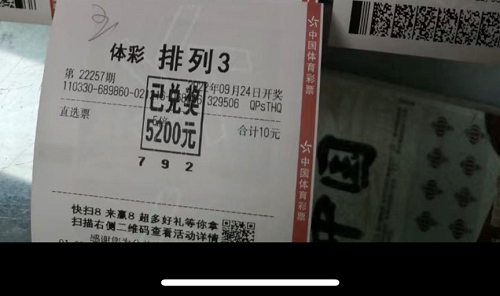 体彩 排列3
第 22257期
2022年09月24日开奖
110330-689860-02
329506 QPsTHQ
已兑奖
5200元
直选票
合计10元
7 9 2
快扫8 来赢8 超多好礼等你拿
扫描右侧二维码查看活动详情
中国体育彩票
中国体育彩票
中国